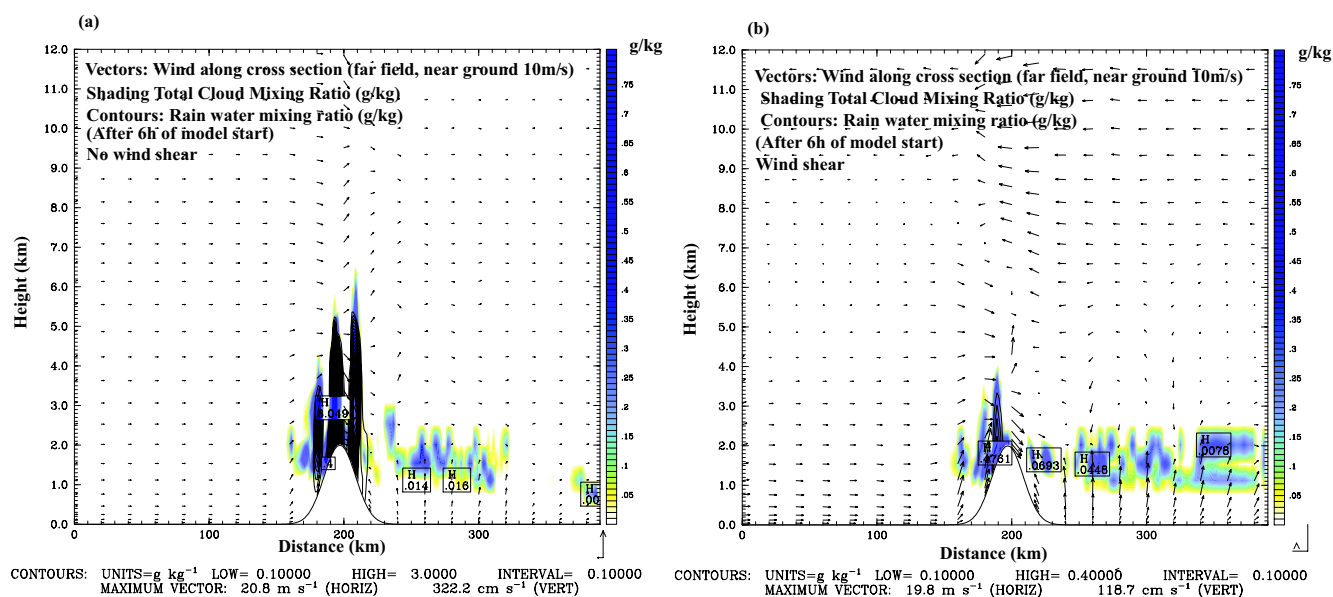 (a)
g/kg
12.0
11.0
10.0
9.0
8.0
7.0
6.0
5.0
4.0
3.0
2.0
1.0
0.0
Height (km)
Vectors: Wind along cross section (far field, near ground 10m/s)
Shading Total Cloud Mixing Ratio (g/kg)
Contours: Rain water mixing ratio (g/kg)
(After 6h of model start)
No wind shear
H
.014
H
.016
H
.00
0
100
200
300
Distance (km)
.75
.7
.65
.6
.55
.5
.45
.4
.35
.3
.25
.2
.15
.1
.05
CONTOURS: UNITS=g kg⁻¹ LOW= 0.10000 HIGH= 3.0000 INTERVAL= 0.10000
MAXIMUM VECTOR: 20.8 m s⁻¹ (HORIZ) 322.2 cm s⁻¹ (VERT)
(b)
g/kg
12.0
11.0
10.0
9.0
8.0
7.0
6.0
5.0
4.0
3.0
2.0
1.0
0.0
Height (km)
Vectors: Wind along cross section (far field, near ground 10m/s)
Shading Total Cloud Mixing Ratio (g/kg)
Contours: Rain water mixing ratio (g/kg)
(After 6h of model start)
Wind shear
H
.4761
H
.0693
H
.0448
H
.0078
0
100
200
300
Distance (km)
.75
.7
.65
.6
.55
.5
.45
.4
.35
.3
.25
.2
.15
.1
.05
CONTOURS: UNITS=g kg⁻¹ LOW= 0.10000 HIGH= 0.40000 INTERVAL= 0.10000
MAXIMUM VECTOR: 19.8 m s⁻¹ (HORIZ) 118.7 cm s⁻¹ (VERT)